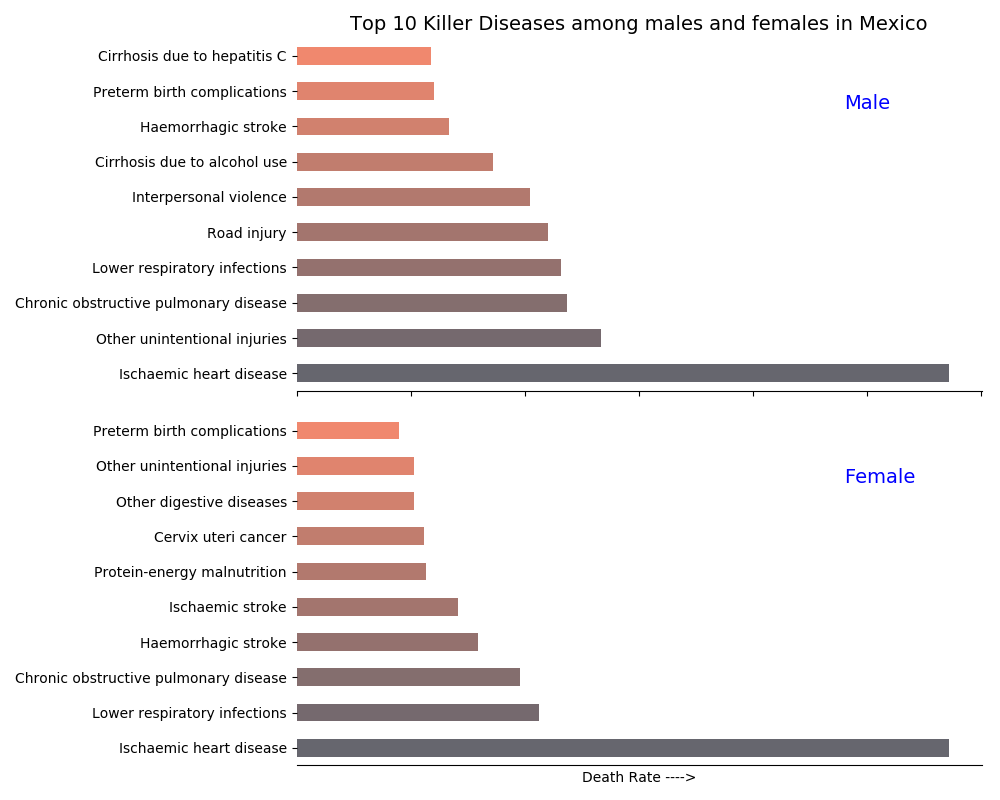 Top 10 Killer Diseases among males and females in Mexico
Cirrhosis due to hepatitis C
Preterm birth complications
Male
Haemorrhagic stroke
Cirrhosis due to alcohol use
Interpersonal violence
Road injury
Lower respiratory infections
Chronic obstructive pulmonary disease
Other unintentional injuries
Ischaemic heart disease
Preterm birth complications
Other unintentional injuries
Female
Other digestive diseases
Cervix uteri cancer
Protein-energy malnutrition
Ischaemic stroke
Haemorrhagic stroke
Chronic obstructive pulmonary disease
Lower respiratory infections
Ischaemic heart disease
Death Rate ---->